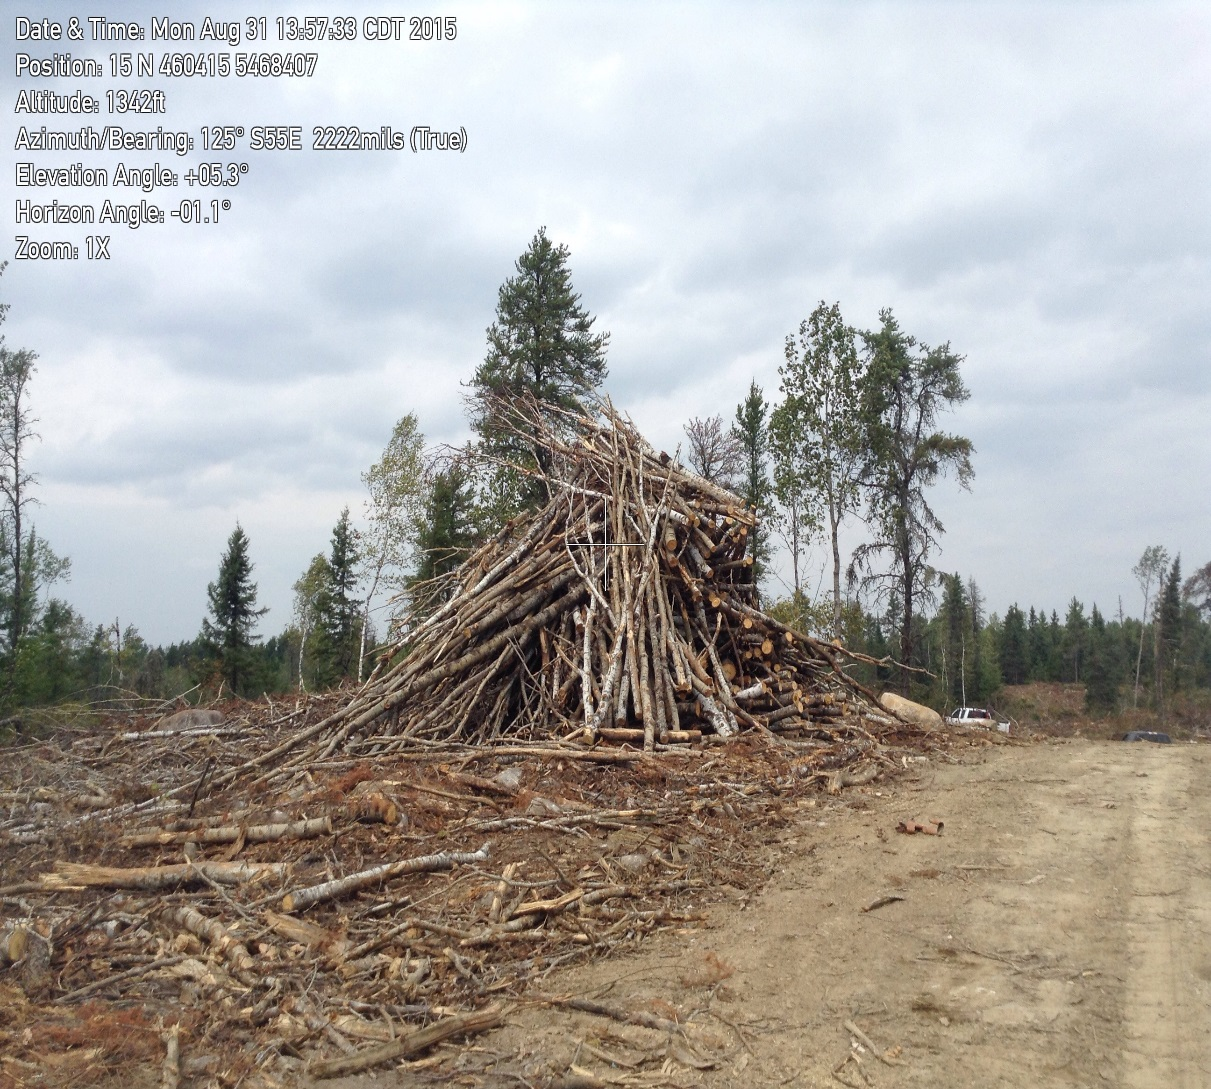 Date & Time: Mon Aug 31 13:57:33 CDT 2015
Position: 15 N 460415 5468407
Altitude: 1342ft
Azimuth/Bearing: 125° S55E 2222mils (True)
Elevation Angle: +05.3°
Horizon Angle: -01.1°
Zoom: 1X